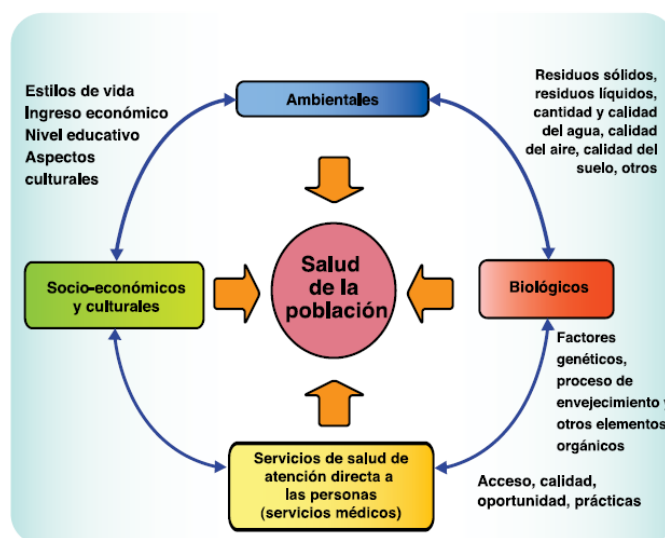 Estilos de vida
Ingreso económico
Nivel educativo
Aspectos
culturales
Ambientales
Residuos sólidos,
residuos líquidos,
cantidad y calidad
del agua, calidad
del aire, calidad del
suelo, otros
Socio-económicos
y culturales
Salud
de la
población
Biológicos
Factores
genéticos,
proceso de
envejecimiento y
otros elementos
orgánicos
Servicios de salud de
atención directa a
las personas
(servicios médicos)
Acceso, calidad,
oportunidad, prácticas